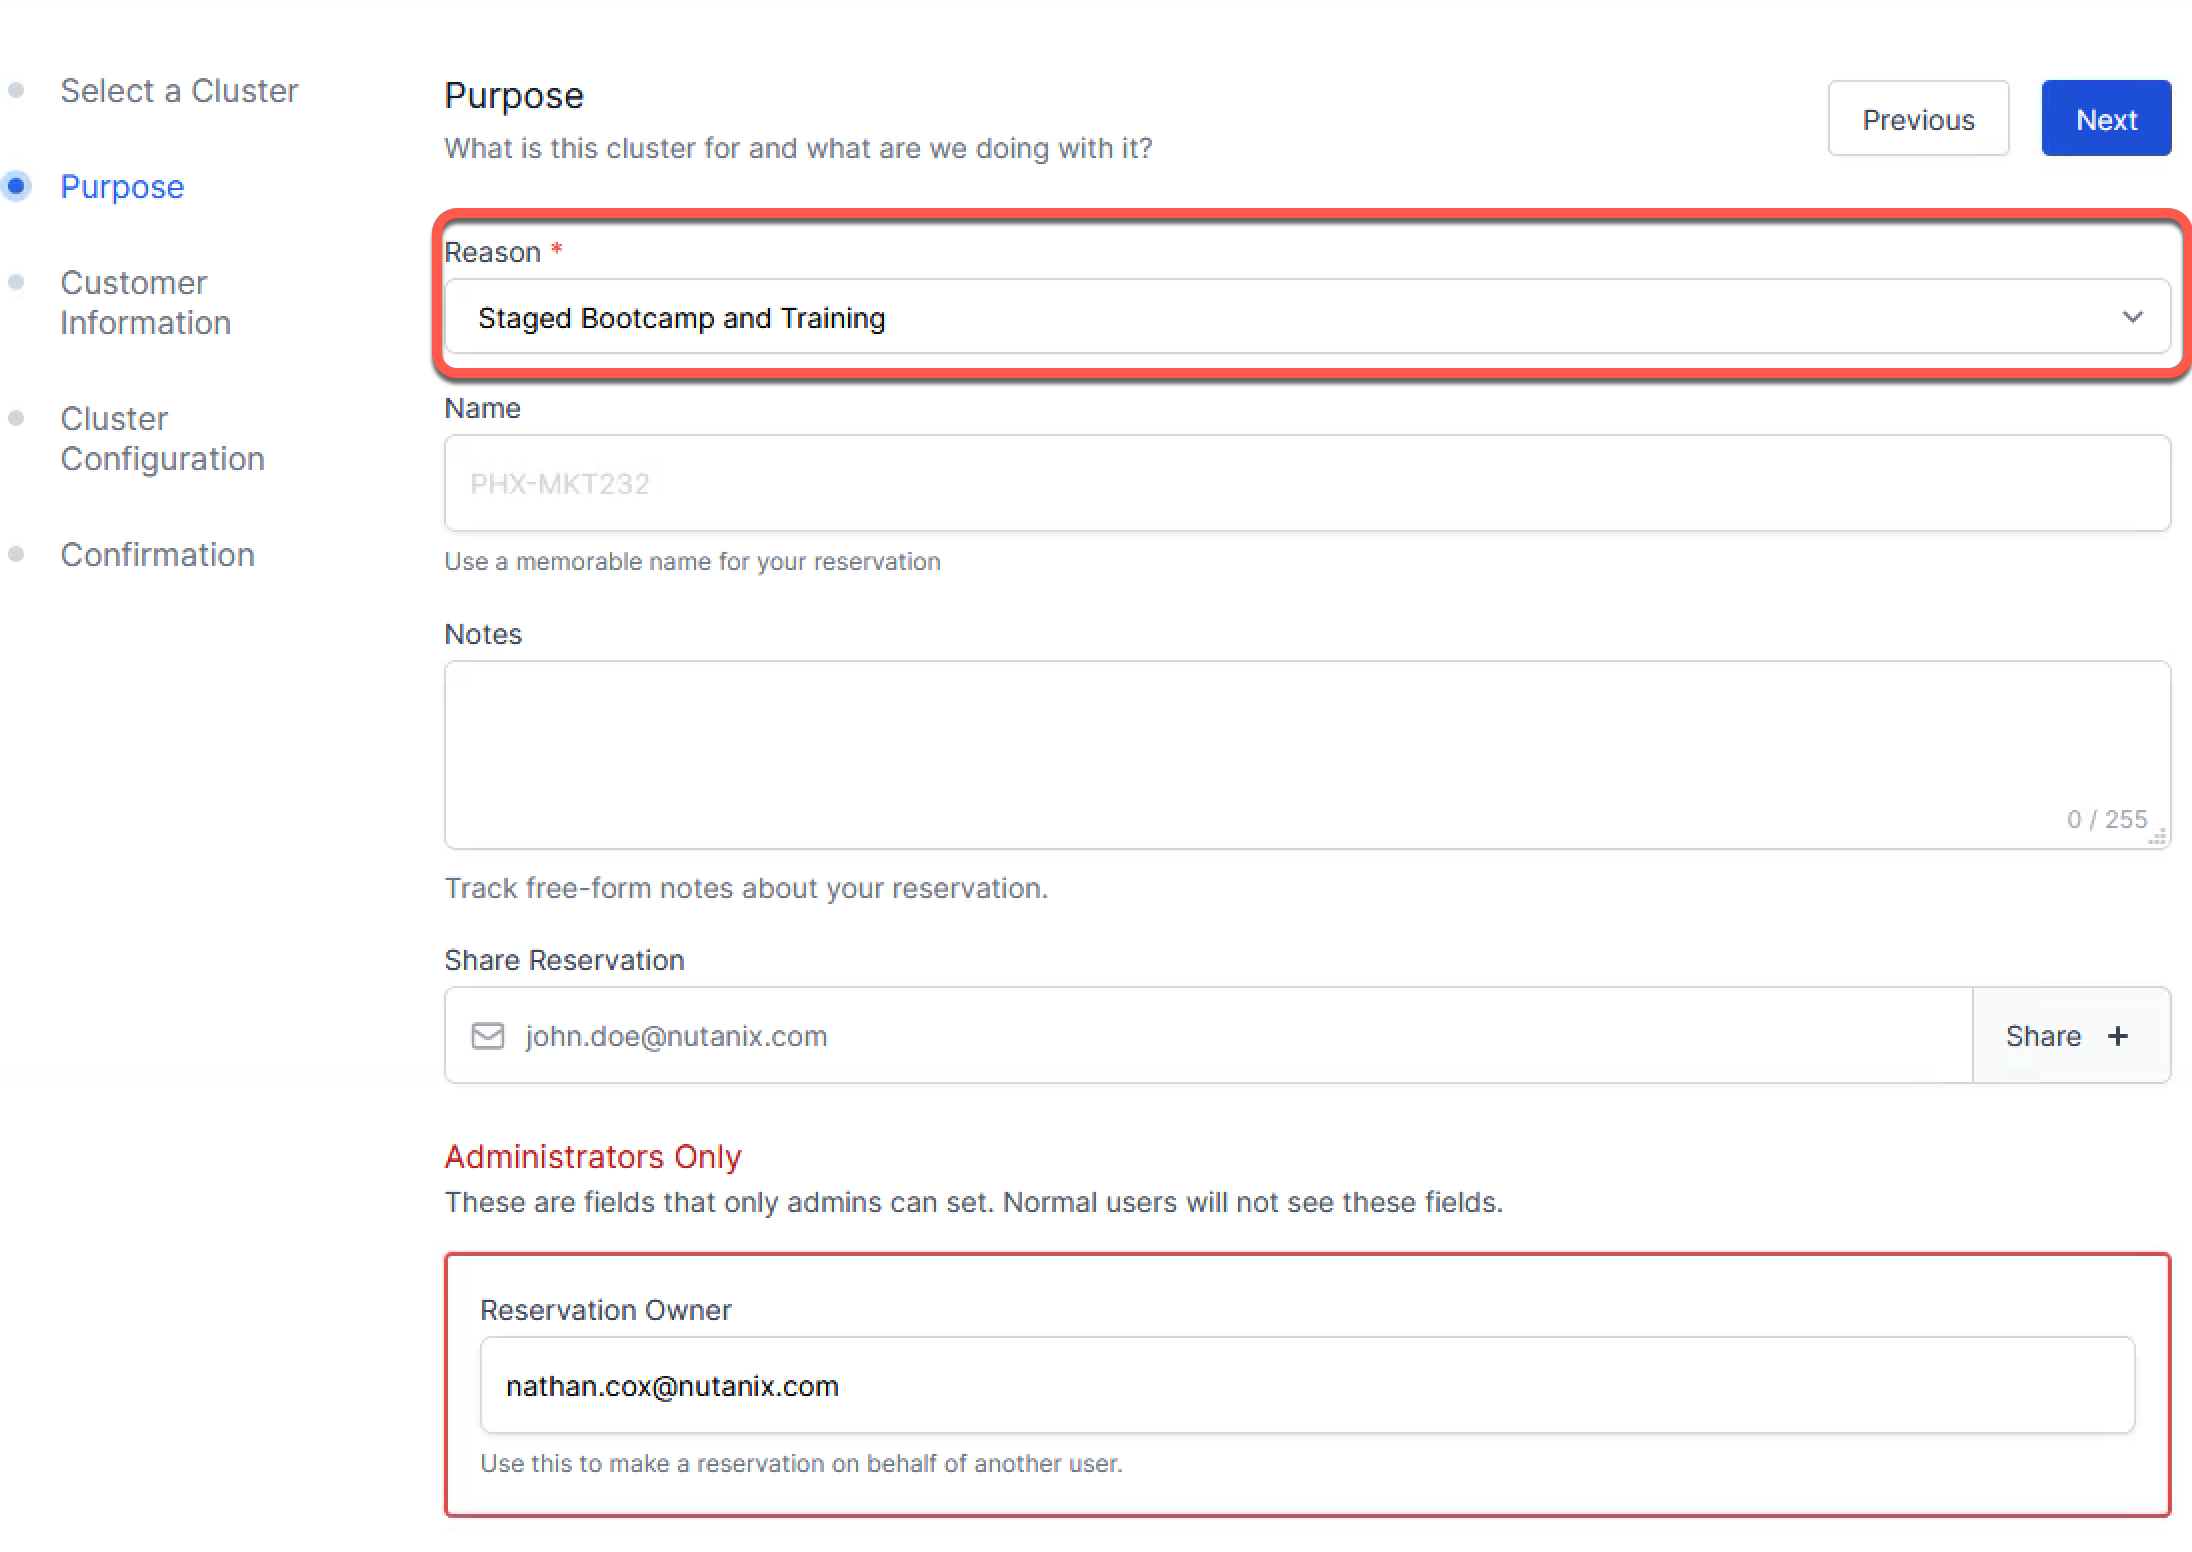 Select a Cluster
Purpose
Customer
Information
Cluster
Configuration
Confirmation
Purpose
What is this cluster for and what are we doing with it?
Previous
Next
Reason *
Staged Bootcamp and Training
Name
PHX-MKT232
Use a memorable name for your reservation
Notes
0 / 255
Track free-form notes about your reservation.
Share Reservation
john.doe@nutanix.com
Share +
Administrators Only
These are fields that only admins can set. Normal users will not see these fields.
Reservation Owner
nathan.cox@nutanix.com
Use this to make a reservation on behalf of another user.